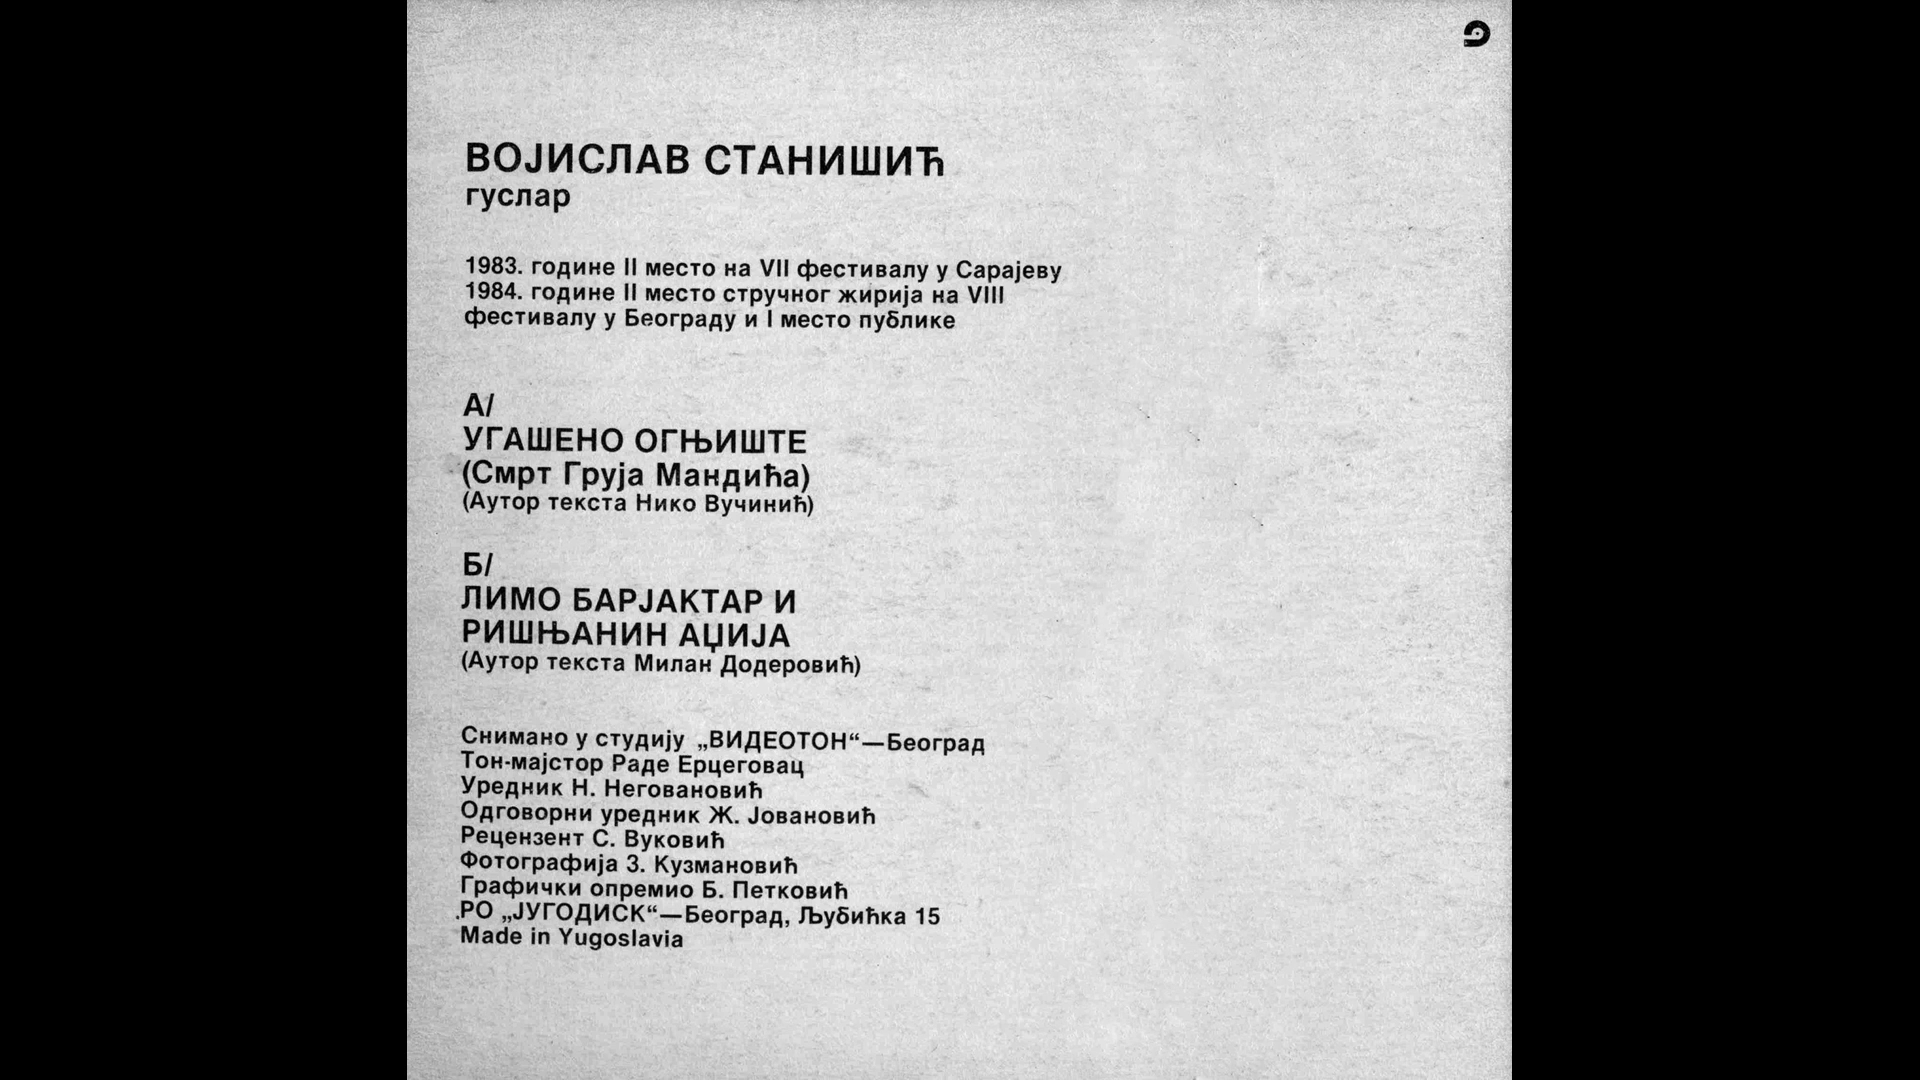 ВОЈИСЛАВ СТАНИШИЋ
гуслар
1983. године II место на VII фестивалу у Сарајеву
1984. године II место стручног жирија на VIII
фестивалу у Београду и I место публике
А/
УГАШЕНО ОГЊИШТЕ
(Смрт Груја Мандића)
(Аутор текста Нико Вучинић)
Б/
ЛИМО БАРЈАКТАР И
РИШЊАНИН АЏИЈА
(Аутор текста Милан Додеровић)
Снимано у студију „ВИДЕОТОН“—Београд
Тон-мајстор Раде Ерцеговац
Уредник Н. Неговановић
Одговорни уредник Ж. Јовановић
Рецензент С. Вуковић
Фотографија З. Кузмановић
Графички опремио Б. Петковић
РО „ЈУГОДИСК“—Београд, Љубићка 15
Made in Yugoslavia